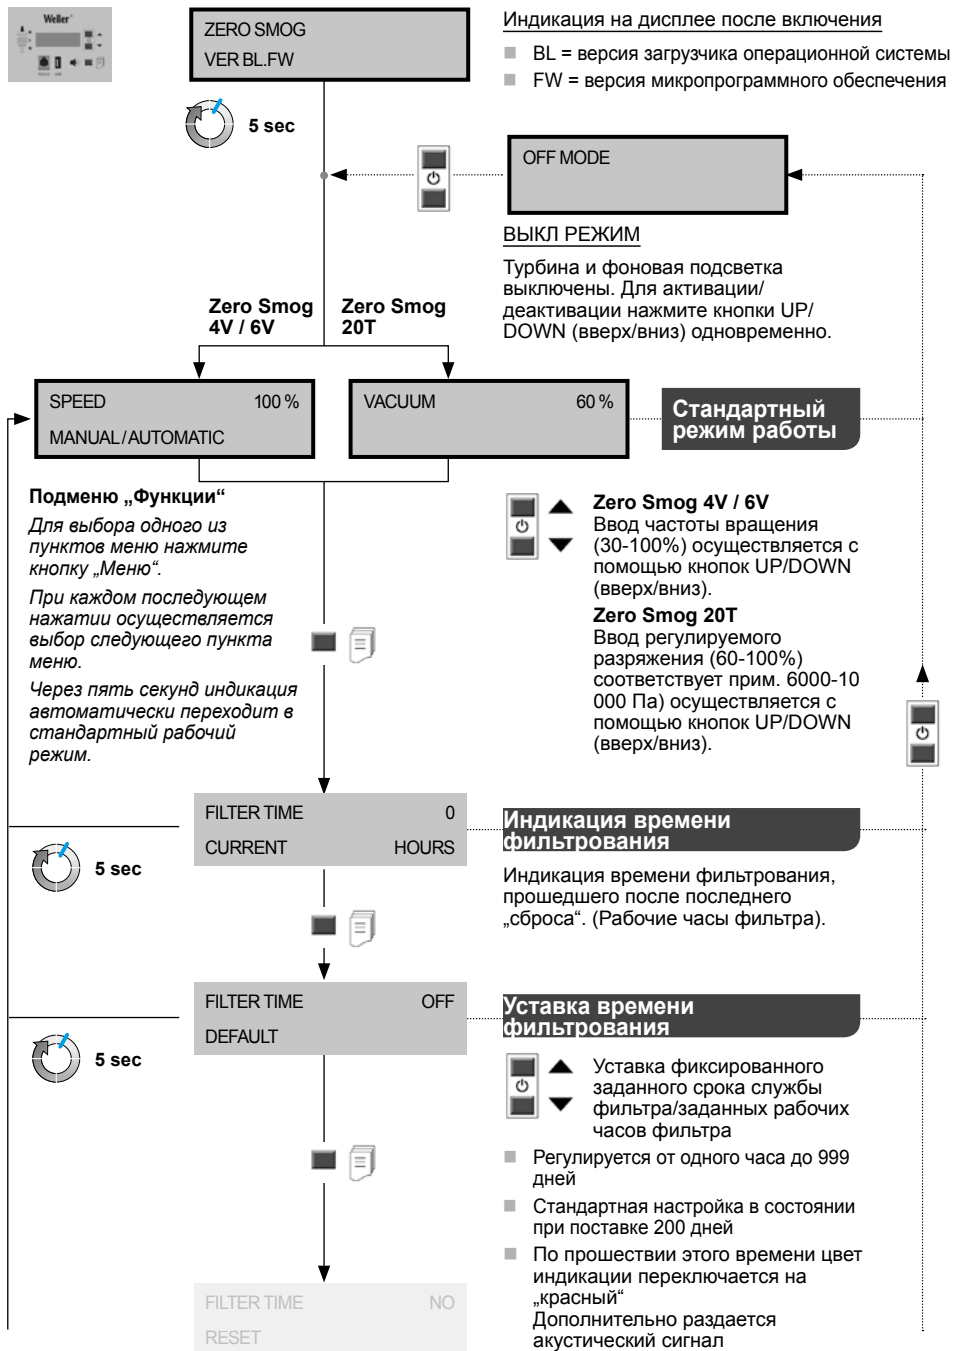 Weller
ZERO SMOG
VER BL.FW
Индикация на дисплее после включения
BL = версия загрузчика операционной системы
FW = версия микропрограммного обеспечения
5 sec
OFF MODE
ВЫКЛ РЕЖИМ
Турбина и фоновая подсветка
выключены. Для активации/
деактивации нажмите кнопки UP/
DOWN (вверх/вниз) одновременно.
Zero Smog
4V / 6V
Zero Smog
20T
SPEED 100 %
MANUAL/AUTOMATIC
VACUUM 60 %
Стандартный
режим работы
Подменю „Функции“
Для выбора одного из
пунктов меню нажмите
кнопку „Меню“.
При каждом последующем
нажатии осуществляется
выбор следующего пункта
меню.
Через пять секунд индикация
автоматически переходит в
стандартный рабочий
режим.
Zero Smog 4V / 6V
Ввод частоты вращения
(30-100%) осуществляется с
помощью кнопок UP/DOWN
(вверх/вниз).
Zero Smog 20T
Ввод регулируемого
разряжения (60-100%)
соответствует прим. 6000-10
000 Па) осуществляется с
помощью кнопок UP/DOWN
(вверх/вниз).
FILTER TIME 0
CURRENT HOURS
Индикация времени
фильтрования
5 sec
Индикация времени фильтрования,
прошедшего после последнего
„сброса“. (Рабочие часы фильтра).
FILTER TIME OFF
DEFAULT
Уставка времени
фильтрования
5 sec
Уставка фиксированного
заданного срока службы
фильтра/заданных рабочих
часов фильтра
Регулируется от одного часа до 999
дней
Стандартная настройка в состоянии
при поставке 200 дней
По прошествии этого времени цвет
индикации переключается на
„красный“
Дополнительно раздается
акустический сигнал
FILTER TIME NO
RESET